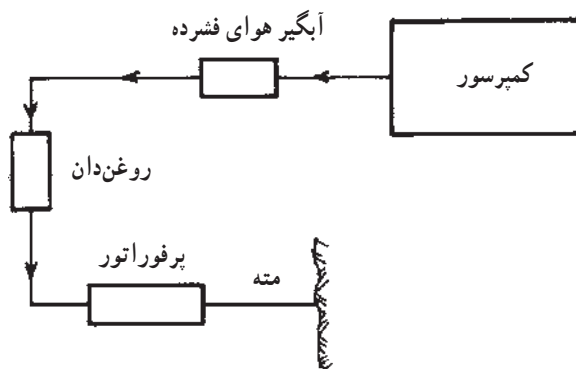 آبگیر هوای فشرده
کمپرسور
روغن‌دان
پرفوراتور
مته